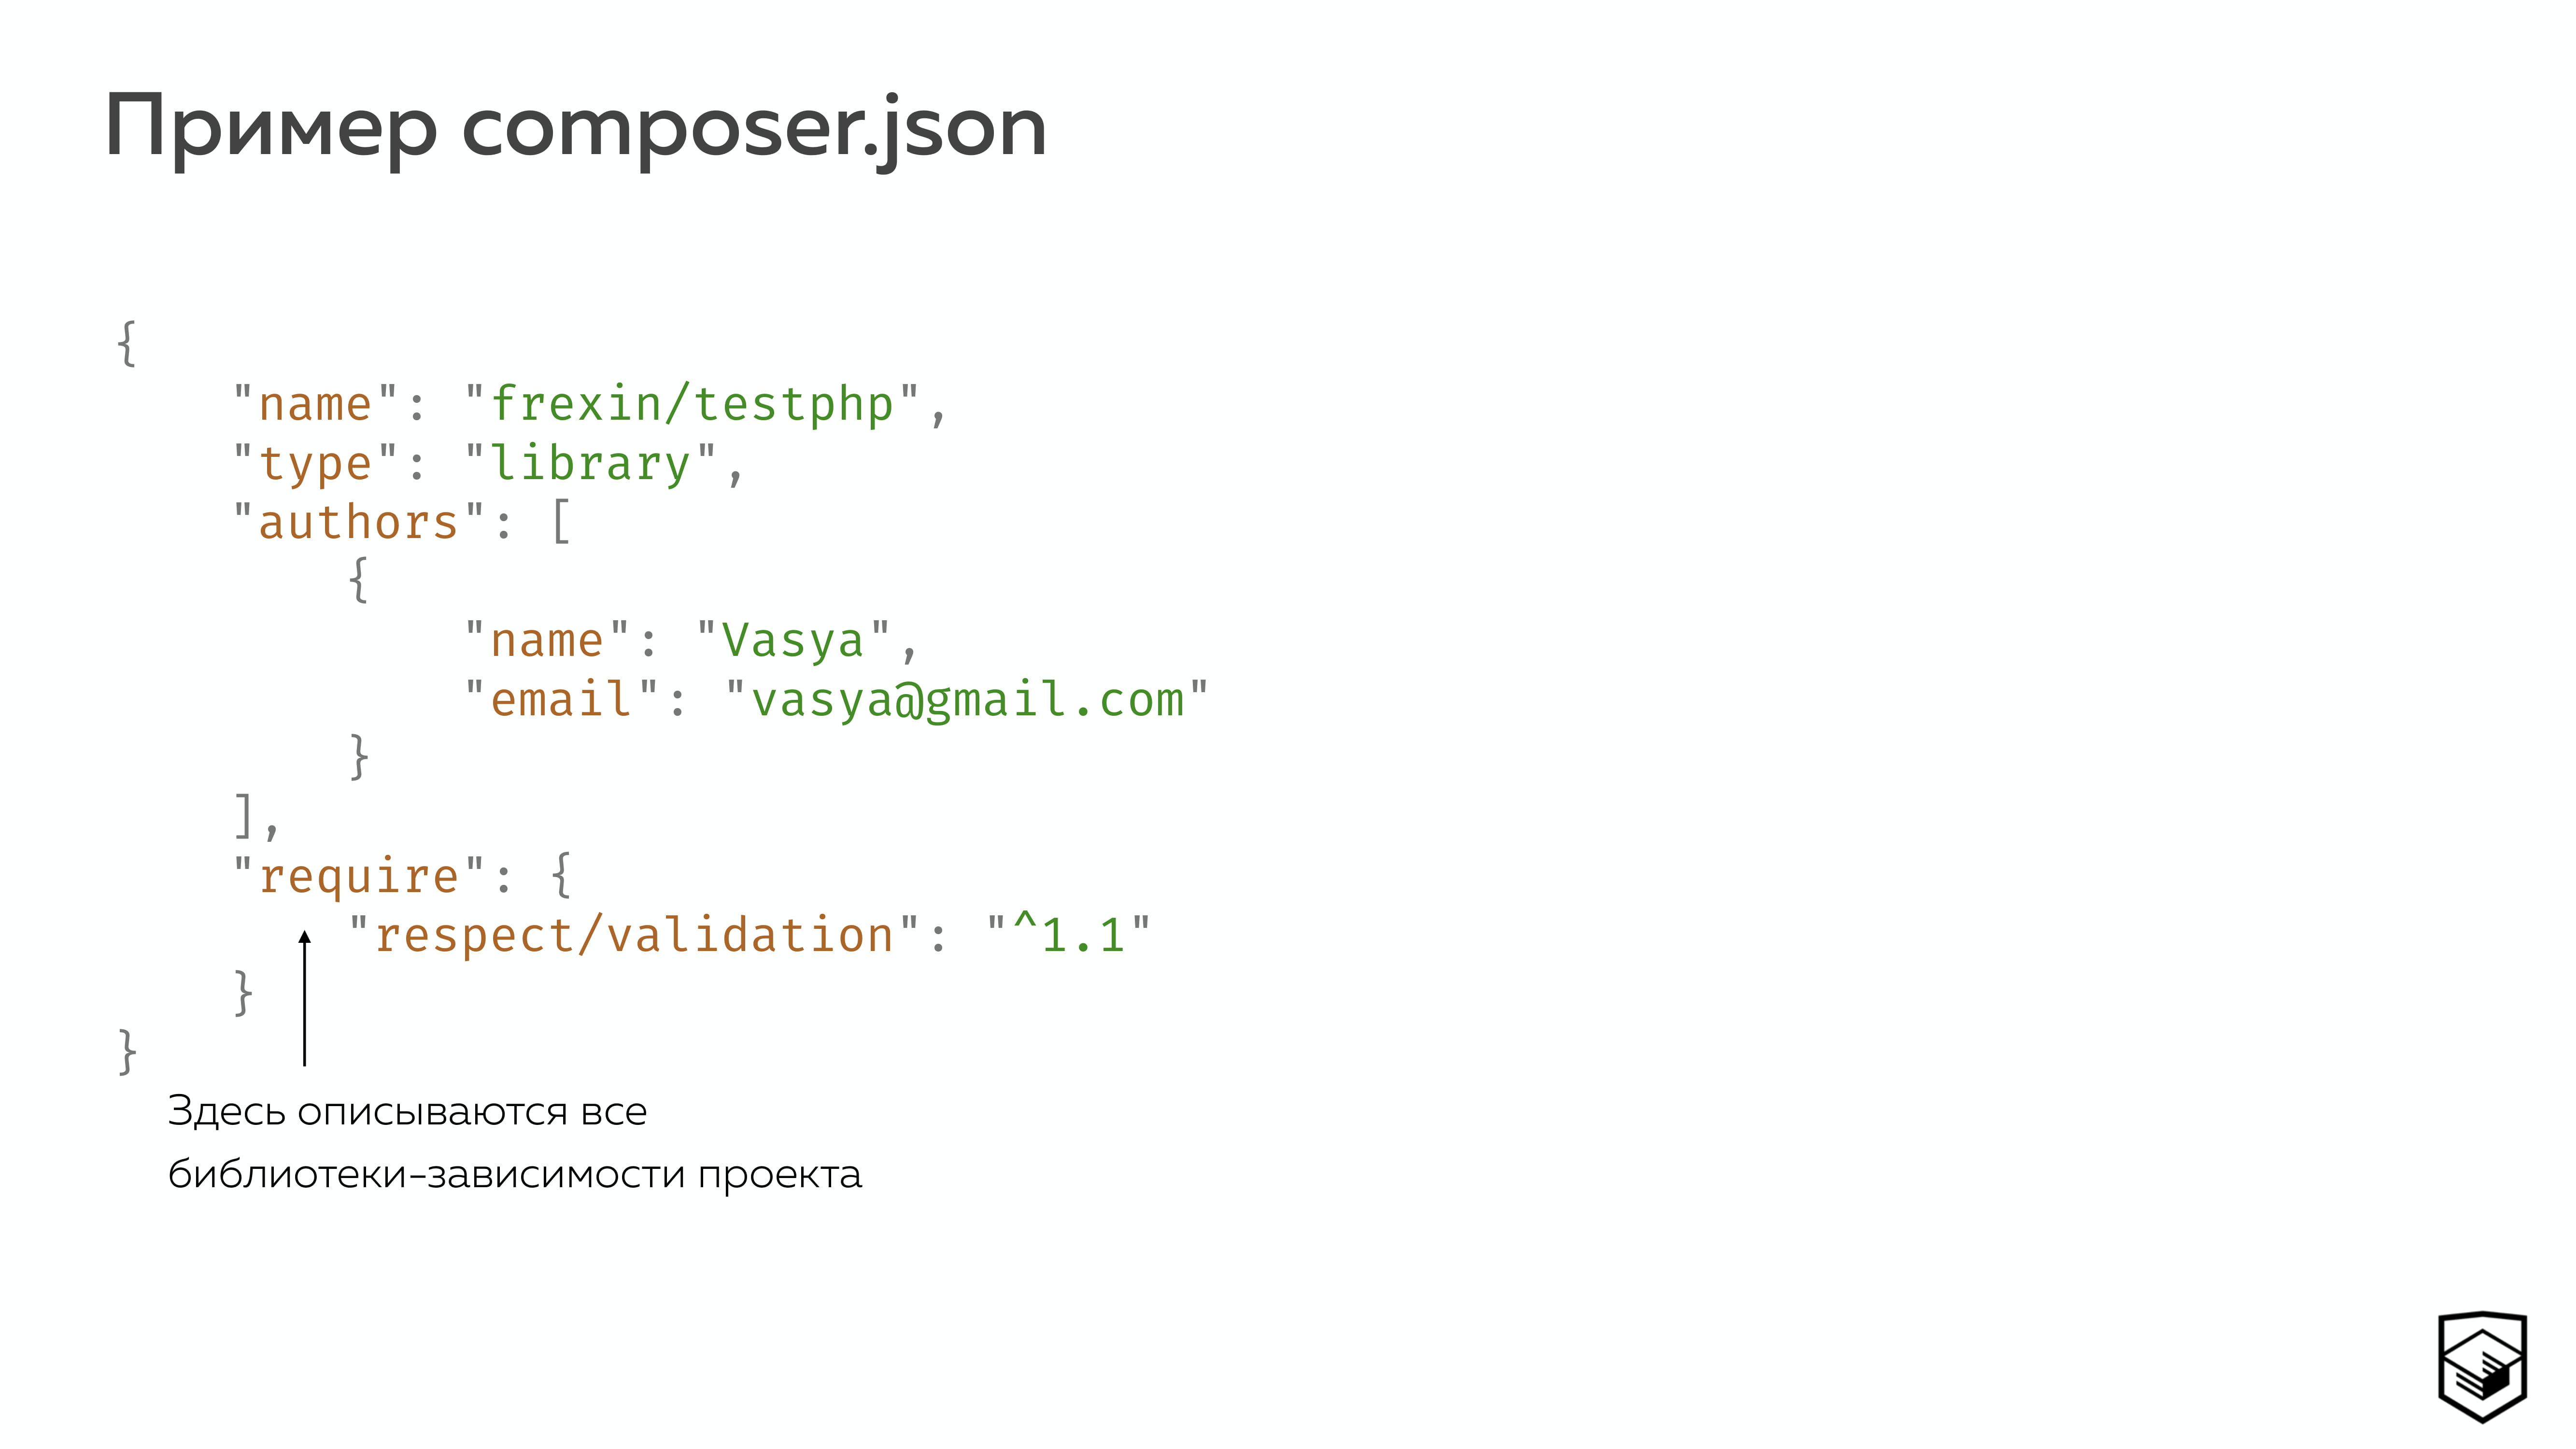 Пример composer.json
{
    "name": "frexin/testphp",
    "type": "library",
    "authors": [
        {
            "name": "Vasya",
            "email": "vasya@gmail.com"
        }
    ],
    "require": {
        "respect/validation": "^1.1"
    }
}
Здесь описываются все
библиотеки-зависимости проекта